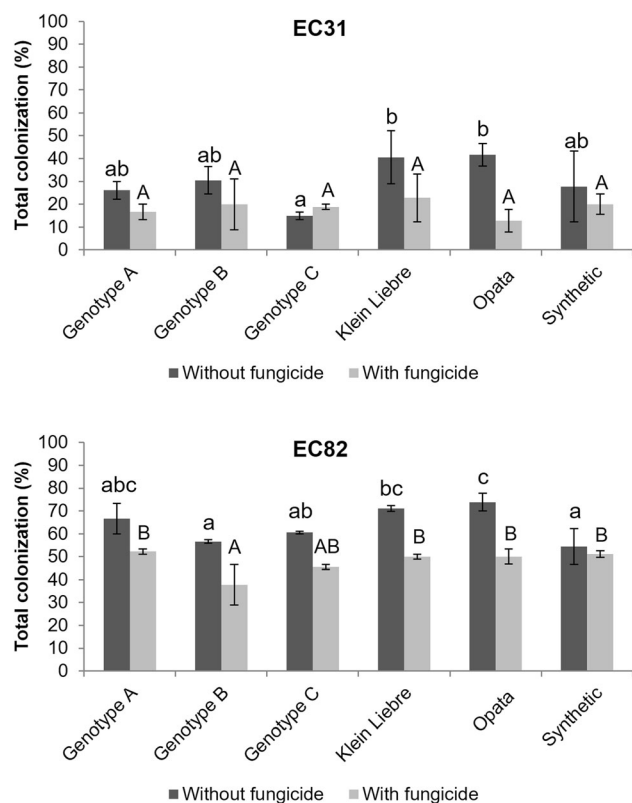 EC31
Total colonization (%)
100
90
80
70
60
50
40
30
20
10
0
ab
A
ab
A
a
A
b
A
b
A
ab
A
Genotype A
Genotype B
Genotype C
Klein Liebre
Opata
Synthetic
Without fungicide With fungicide
EC82
Total colonization (%)
100
90
80
70
60
50
40
30
20
10
0
abc
B
a
A
ab
AB
bc
B
c
B
a
B
Genotype A
Genotype B
Genotype C
Klein Liebre
Opata
Synthetic
Without fungicide With fungicide